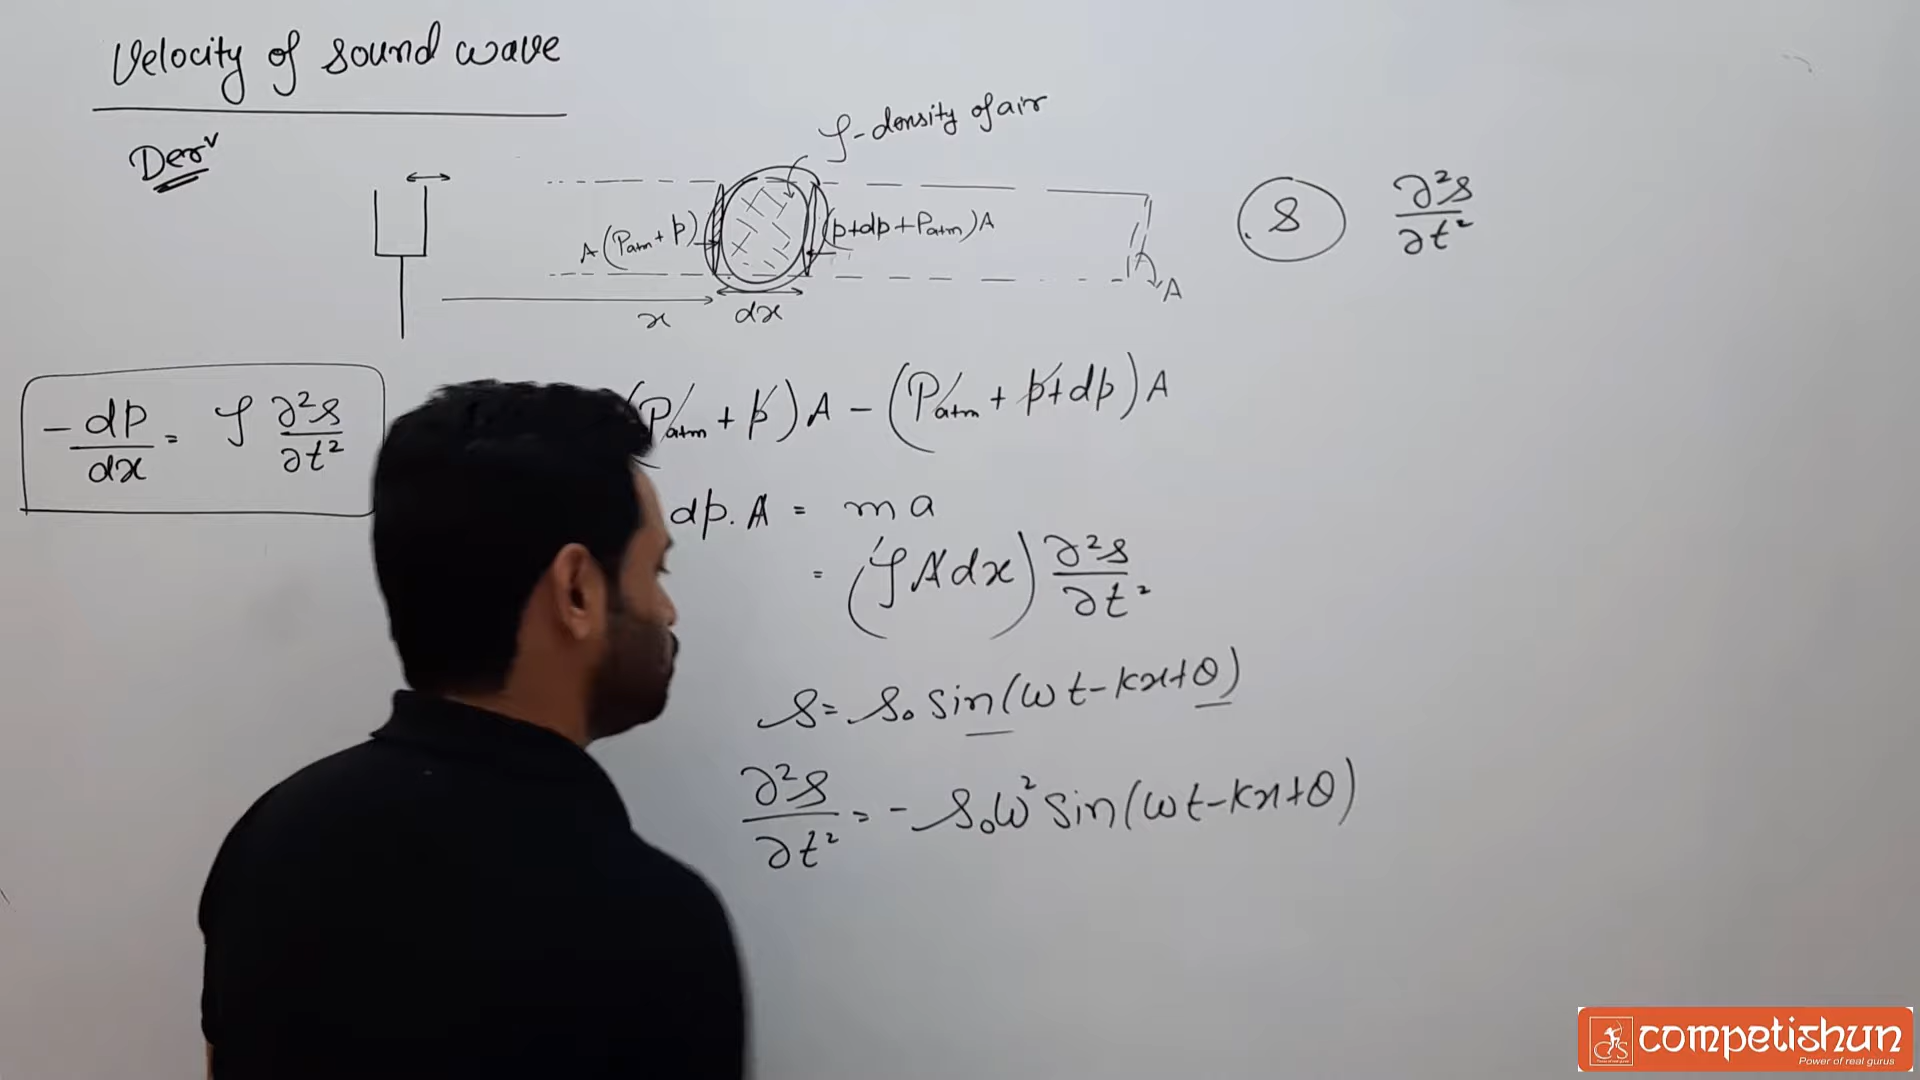 Velocity of sound wave
Derv
ρ-density of air
A(Patm + p)
(p+dp+Patm)A
x
dx
A
s
∂²s
∂t²
-dp/dx = ρ ∂²s/∂t²
(Patm + p)A - (Patm + p+dp)A
dp.A = ma
= (ρAdx) ∂²s/∂t²
s = s₀ sin(ωt-kx+θ)
∂²s/∂t² = - s₀ω² sin(ωt-kx+θ)
competishun
Power of real gurus